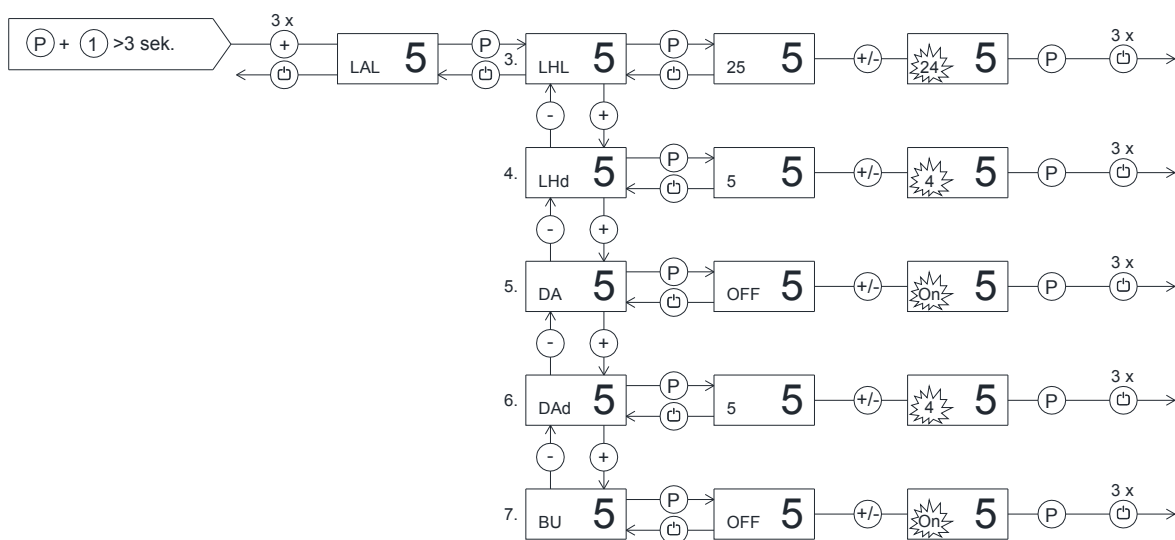 3 x
P + 1 >3 sek. + LAL 5 P 3. LHL 5 P 25 5 +/- 24 5 P 3 x
- +
4. LHd 5 P 5 5 +/- 4 5 P 3 x
- +
5. DA 5 P OFF 5 +/- On 5 P 3 x
- +
6. DAd 5 P 5 5 +/- 4 5 P 3 x
- +
7. BU 5 P OFF 5 +/- On 5 P 3 x